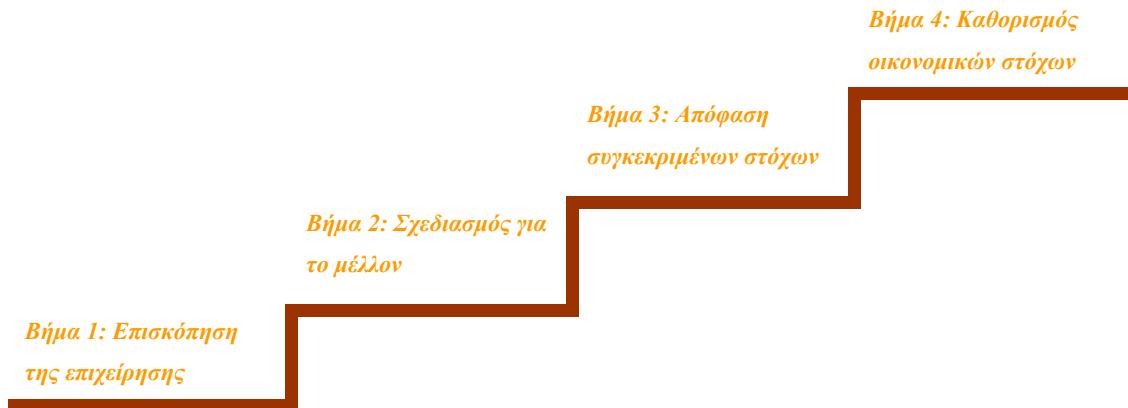 Βήμα 4: Καθορισμός
οικονομικών στόχων
Βήμα 3: Απόφαση
συγκεκριμένων στόχων
Βήμα 2: Σχεδιασμός για
το μέλλον
Βήμα 1: Επισκόπηση
της επιχείρησης